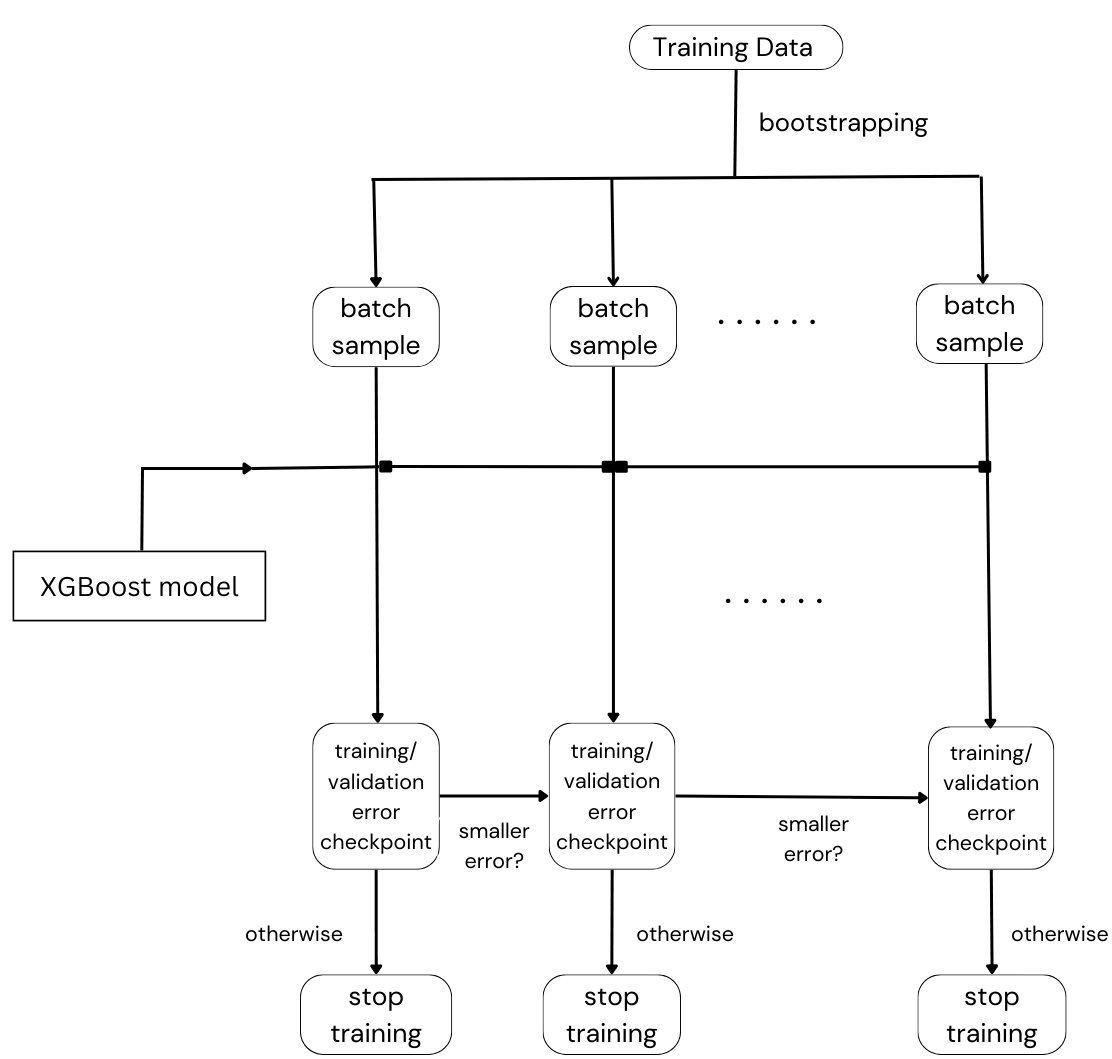 Training Data
bootstrapping
batch
sample
batch
sample
. . . . . .
batch
sample
XGBoost model
. . . . . .
training/
validation
error
checkpoint
smaller
error?
training/
validation
error
checkpoint
smaller
error?
training/
validation
error
checkpoint
otherwise
otherwise
otherwise
stop
training
stop
training
stop
training